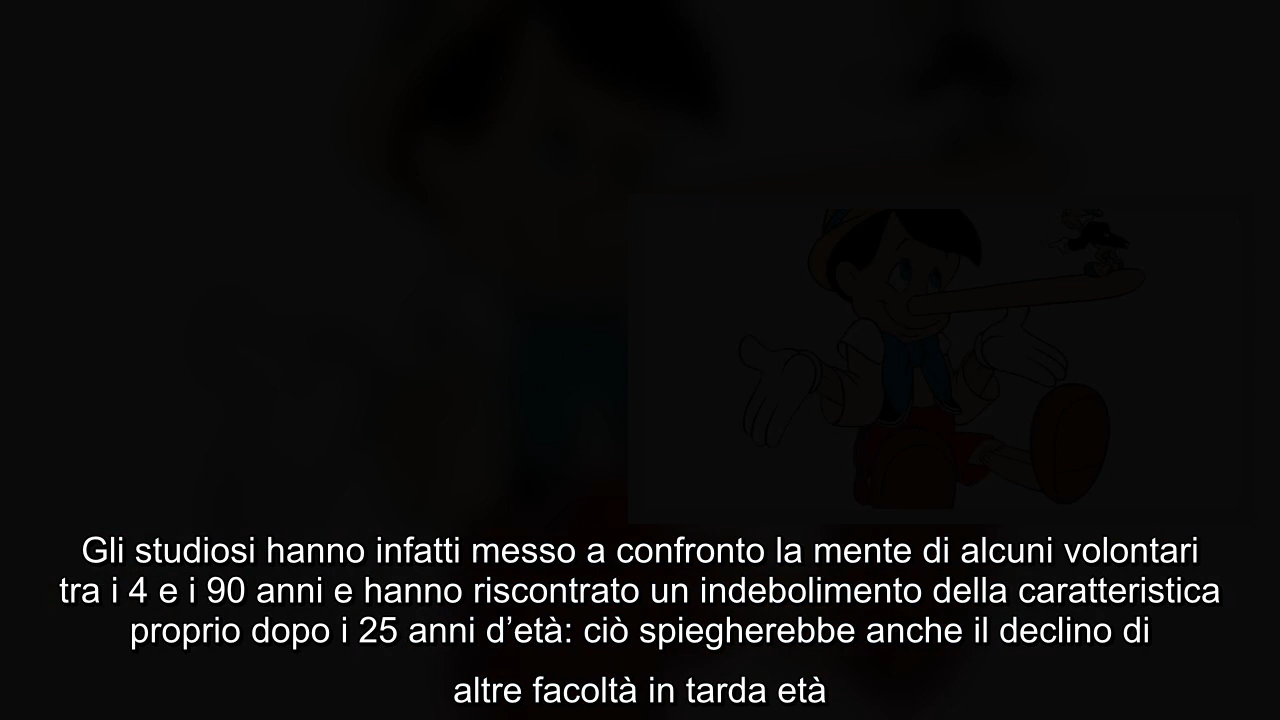 Gli studiosi hanno infatti messo a confronto la mente di alcuni volontari
tra i 4 e i 90 anni e hanno riscontrato un indebolimento della caratteristica
proprio dopo i 25 anni d’età: ciò spiegherebbe anche il declino di
altre facoltà in tarda età